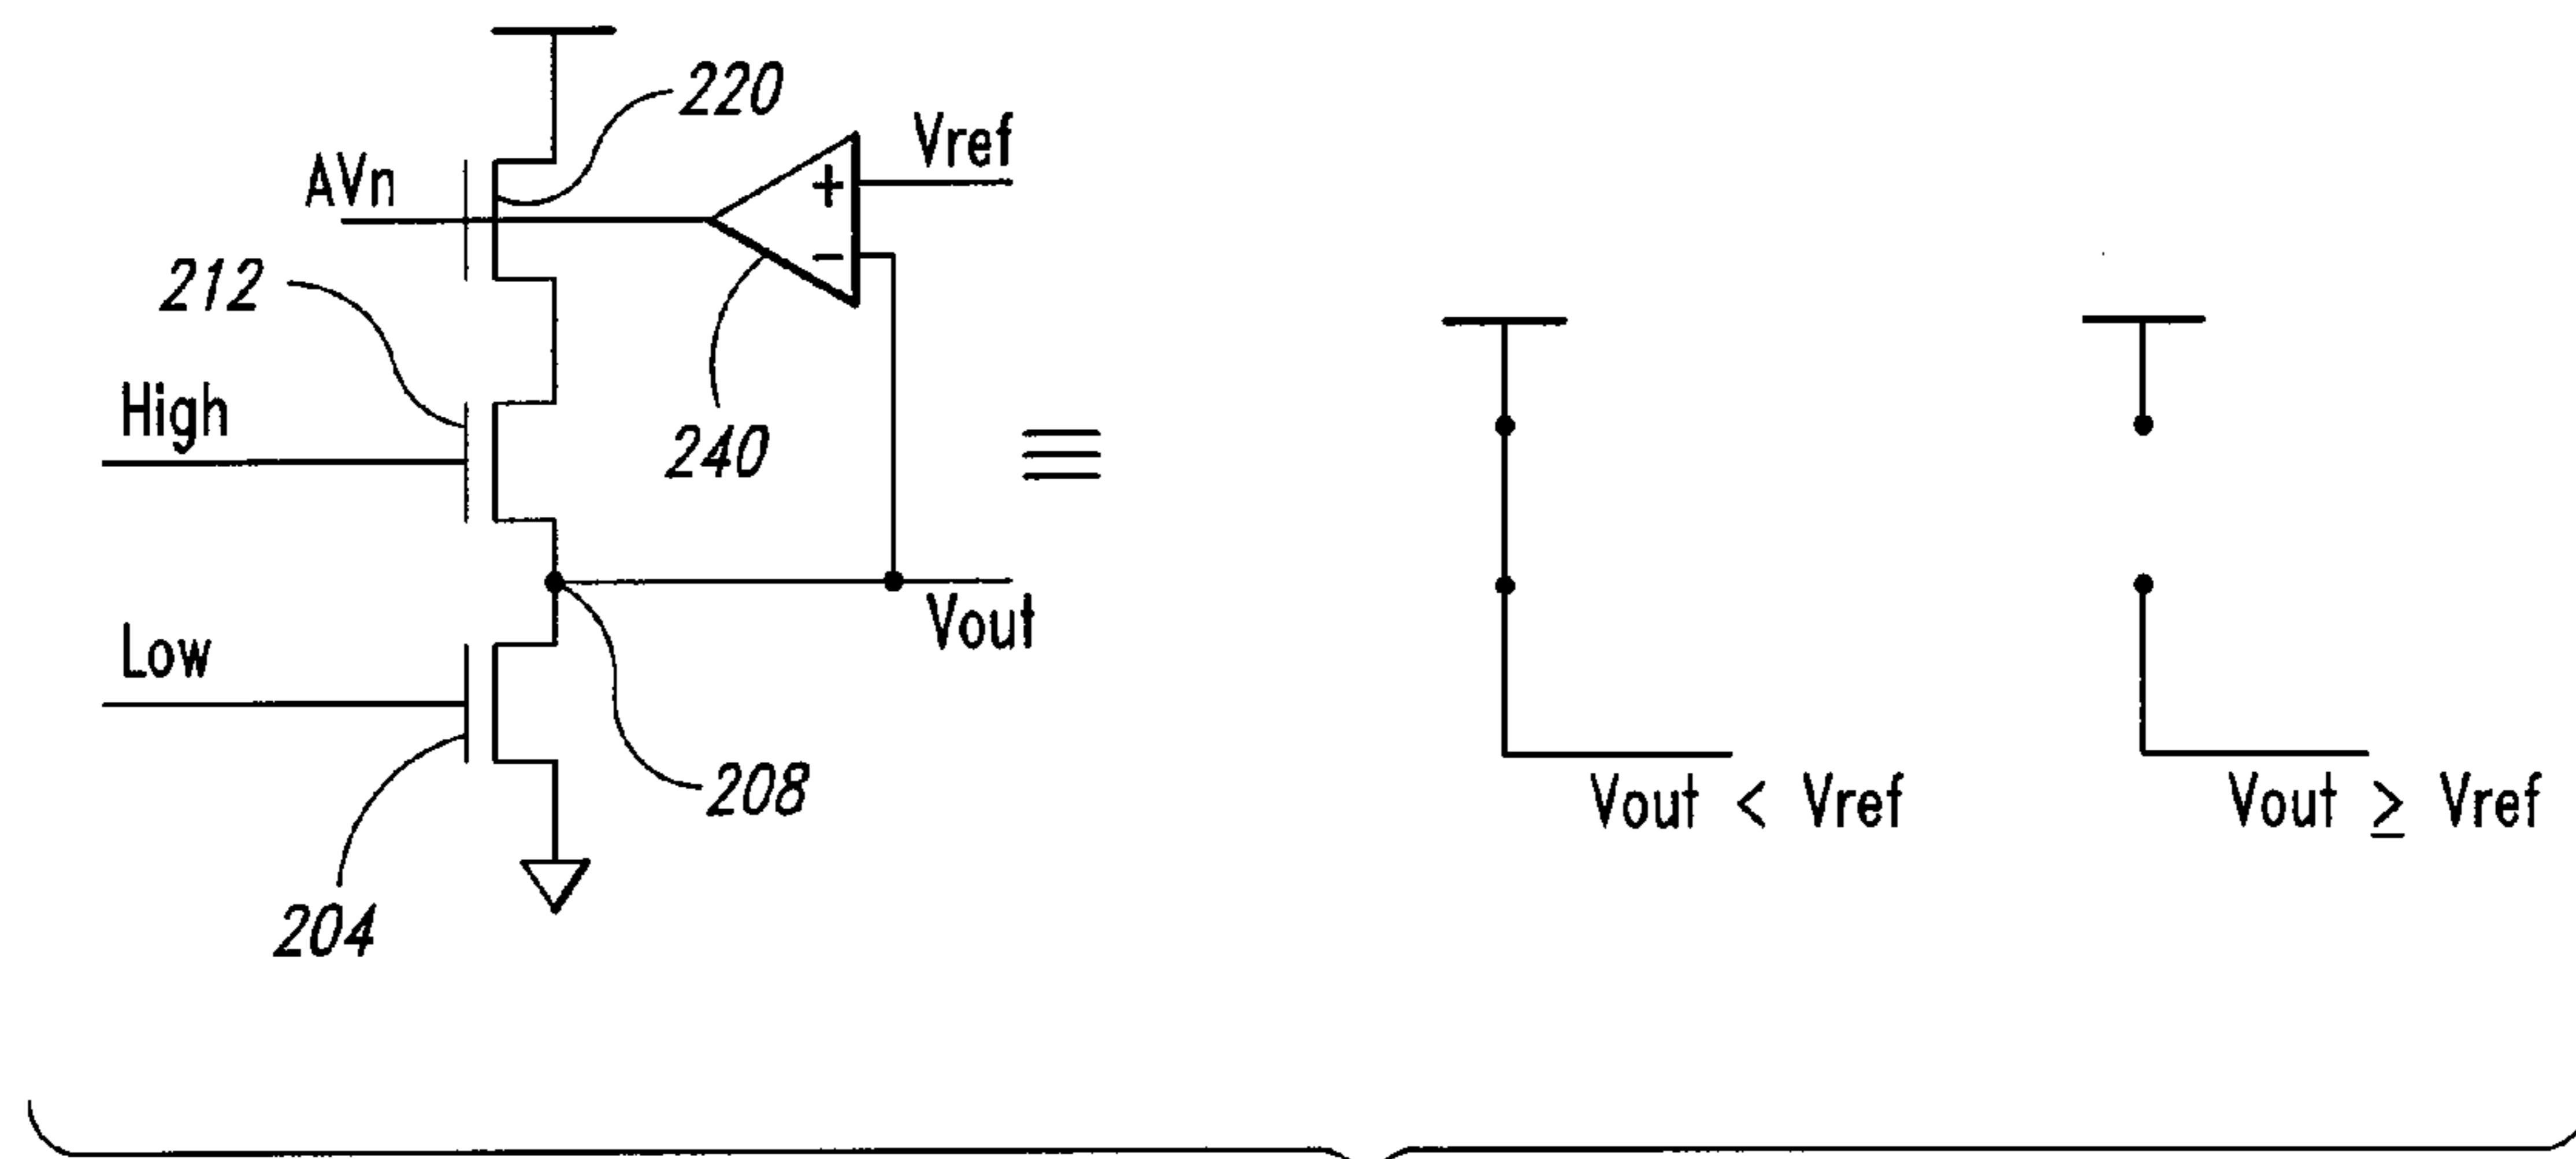 220
Vref
AVn
+
−
212
High
240
Vout
Low
208
204
≡
Vout < Vref
Vout ≥ Vref